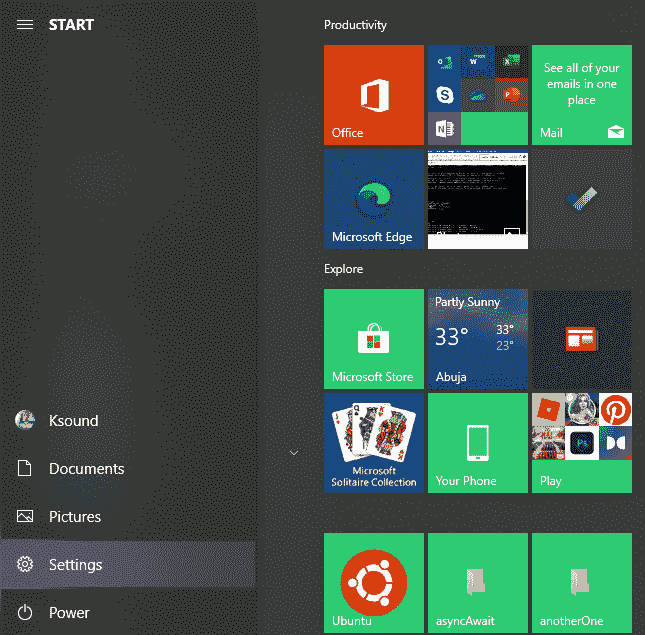 START
Ksound
Documents
Pictures
Settings
Power
Productivity
Office
See all of your
emails in one
place
Mail
Microsoft Edge
Explore
Microsoft Store
Partly Sunny
33°
33°
23°
Abuja
Microsoft
Solitaire Collection
Your Phone
Play
Ubuntu
asyncAwait
anotherOne